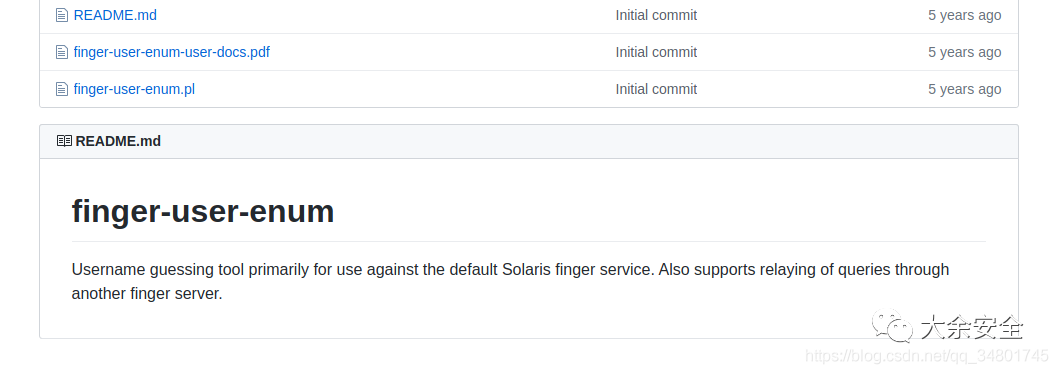 README.md Initial commit 5 years ago
finger-user-enum-user-docs.pdf Initial commit 5 years ago
finger-user-enum.pl Initial commit 5 years ago
README.md
finger-user-enum
Username guessing tool primarily for use against the default Solaris finger service. Also supports relaying of queries through
another finger server.
大余安全
https://blog.csdn.net/qq_34801745